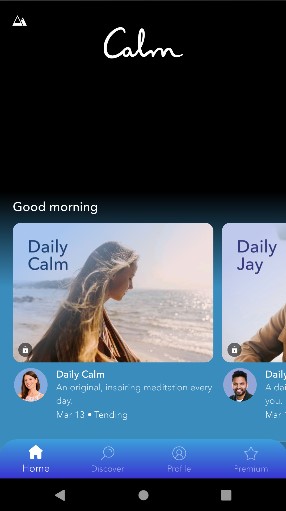 Calm
Good morning
Daily
Calm
Daily
Jay
Daily Calm
An original, inspiring meditation every
day.
Mar 13 • Tending
Daily
A dai
you.
Mar 1
Home
Discover
Profile
Premium